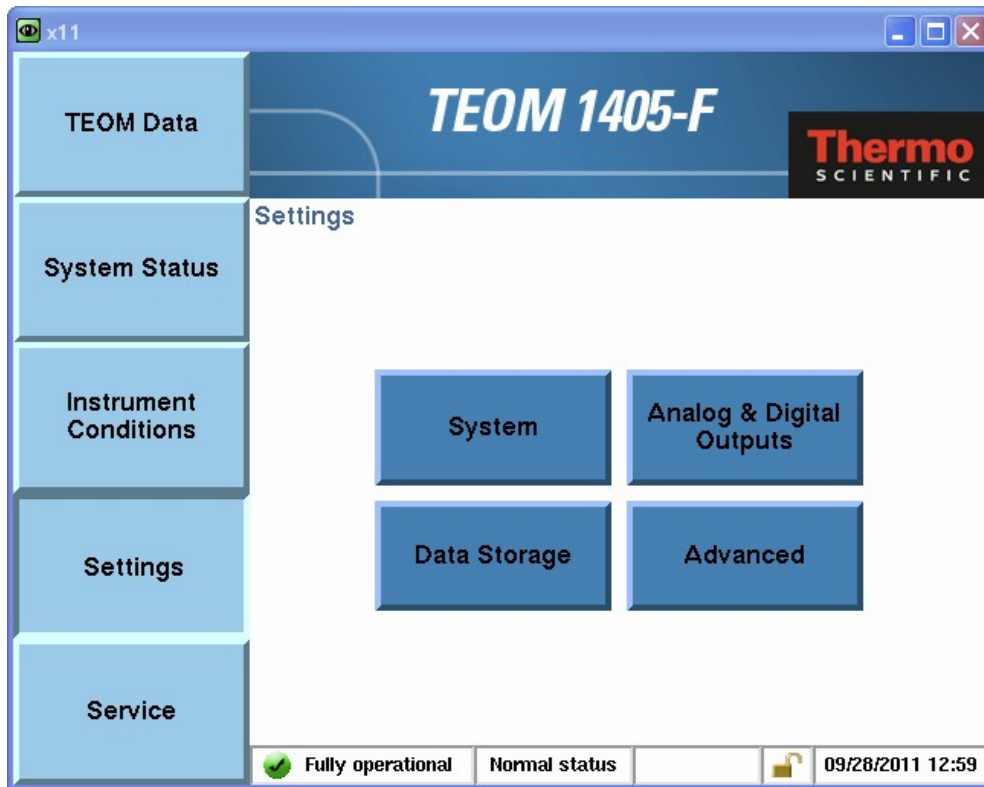 x11
TEOM Data
System Status
Instrument
Conditions
Settings
Service
TEOM 1405-F
Thermo
SCIENTIFIC
Settings
System
Analog & Digital
Outputs
Data Storage
Advanced
Fully operational
Normal status
09/28/2011 12:59